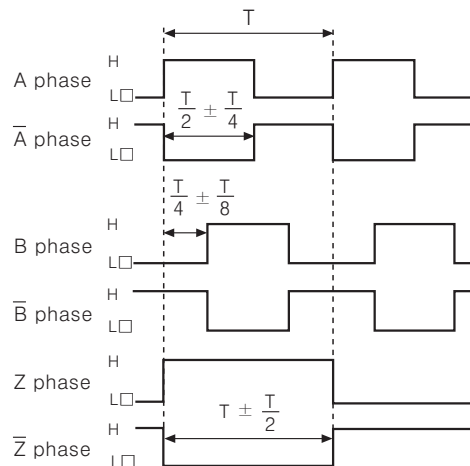 T
H
A phase
L□
H
T/2 ± T/4
A̅ phase
L□
T/4 ± T/8
H
B phase
L□
H
B̅ phase
L□
H
Z phase
L□
T ± T/2
H
Z̅ phase
L□